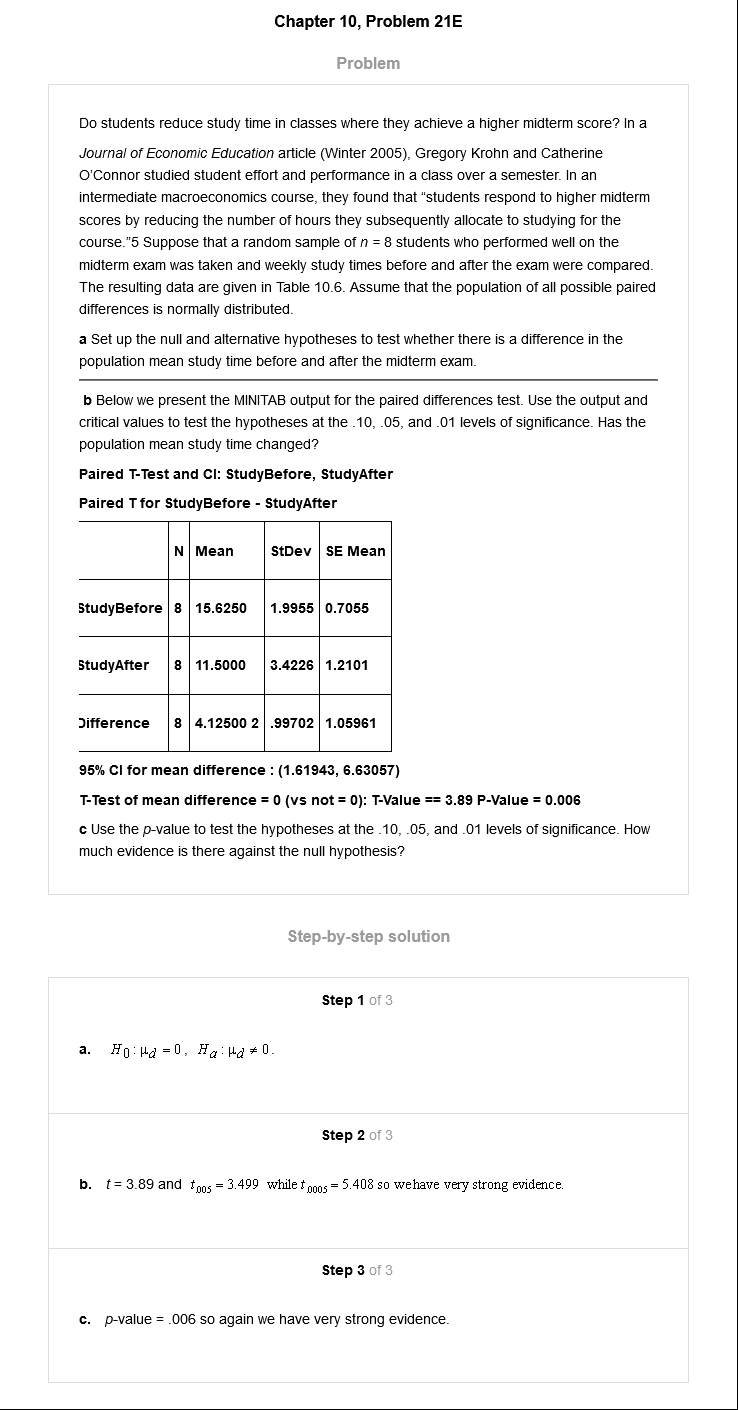 Chapter 10, Problem 21E
Problem
Do students reduce study time in classes where they achieve a higher midterm score? In a
Journal of Economic Education article (Winter 2005), Gregory Krohn and Catherine
O'Connor studied student effort and performance in a class over a semester. In an
intermediate macroeconomics course, they found that “students respond to higher midterm
scores by reducing the number of hours they subsequently allocate to studying for the
course.”5 Suppose that a random sample of n = 8 students who performed well on the
midterm exam was taken and weekly study times before and after the exam were compared.
The resulting data are given in Table 10.6. Assume that the population of all possible paired
differences is normally distributed.
a Set up the null and alternative hypotheses to test whether there is a difference in the
population mean study time before and after the midterm exam.
b Below we present the MINITAB output for the paired differences test. Use the output and
critical values to test the hypotheses at the .10, .05, and .01 levels of significance. Has the
population mean study time changed?
Paired T-Test and CI: StudyBefore, StudyAfter
Paired T for StudyBefore - StudyAfter
N Mean StDev SE Mean
StudyBefore 8 15.6250 1.9955 0.7055
StudyAfter 8 11.5000 3.4226 1.2101
Difference 8 4.12500 2 .99702 1.05961
95% CI for mean difference : (1.61943, 6.63057)
T-Test of mean difference = 0 (vs not = 0): T-Value == 3.89 P-Value = 0.006
c Use the p-value to test the hypotheses at the .10, .05, and .01 levels of significance. How
much evidence is there against the null hypothesis?
Step-by-step solution
Step 1 of 3
a. H0 : μd = 0, Ha : μd ≠ 0.
Step 2 of 3
b. t = 3.89 and t.005 = 3.499 while t.0005 = 5.408 so we have very strong evidence.
Step 3 of 3
c. p-value = .006 so again we have very strong evidence.